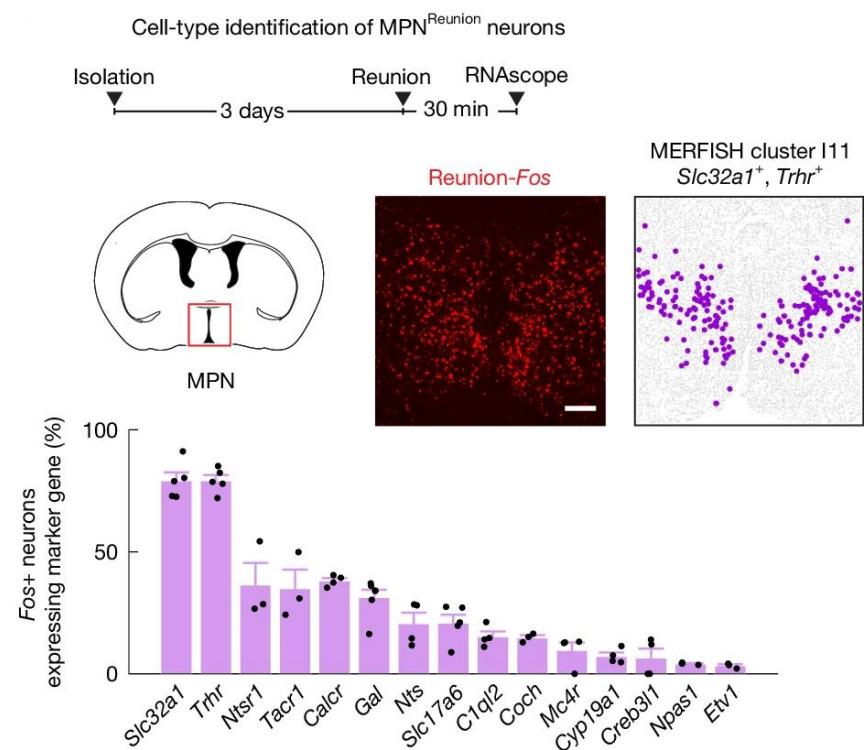 Cell-type identification of MPN^Reunion neurons
Isolation
Reunion
RNAscope
3 days
30 min
MERFISH cluster I11
Slc32a1⁺, Trhr⁺
Reunion-Fos
MPN
Fos+ neurons
expressing marker gene (%)
100
50
0
Slc32a1
Trhr
Ntsr1
Tacr1
Calcr
Gal
Nts
Slc17a6
C1ql2
Coch
Mc4r
Cyp19a1
Creb3l1
Npas1
Etv1